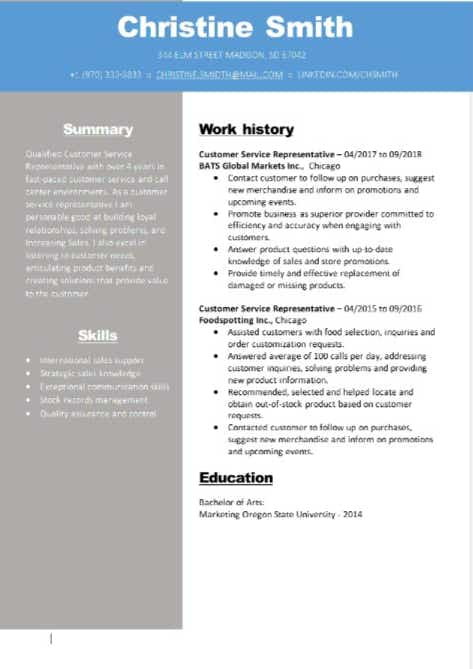 Christine Smith
344 ELM STREET MADISON, SD 57042
+1 (970) 333-3833 □ CHRISTINE.SMIDTH@MAIL.COM □ LINKEDIN.COM/CHSMITH
Summary
Qualified Customer Service
Representative with over 4 years in
fast-paced customer service and call
center environments. As a customer
service representative I am
personable good at building loyal
relationships, solving problems, and
increasing Sales. I also excel in
listening to customer needs,
articulating product benefits and
creating solutions that provide value
to the customer.
Skills
• International sales support
• Strategic sales knowledge
• Exceptional communication skills
• Stock records management
• Quality assurance and control
Work history
Customer Service Representative – 04/2017 to 09/2018
BATS Global Markets Inc., Chicago
• Contact customer to follow up on purchases, suggest
new merchandise and inform on promotions and
upcoming events.
• Promote business as superior provider committed to
efficiency and accuracy when engaging with
customers.
• Answer product questions with up-to-date
knowledge of sales and store promotions.
• Provide timely and effective replacement of
damaged or missing products.
Customer Service Representative – 04/2015 to 09/2016
Foodspotting Inc., Chicago
• Assisted customers with food selection, inquiries and
order customization requests.
• Answered average of 100 calls per day, addressing
customer inquiries, solving problems and providing
new product information.
• Recommended, selected and helped locate and
obtain out-of-stock product based on customer
requests.
• Contacted customer to follow up on purchases,
suggest new merchandise and inform on promotions
and upcoming events.
Education
Bachelor of Arts:
Marketing Oregon State University - 2014